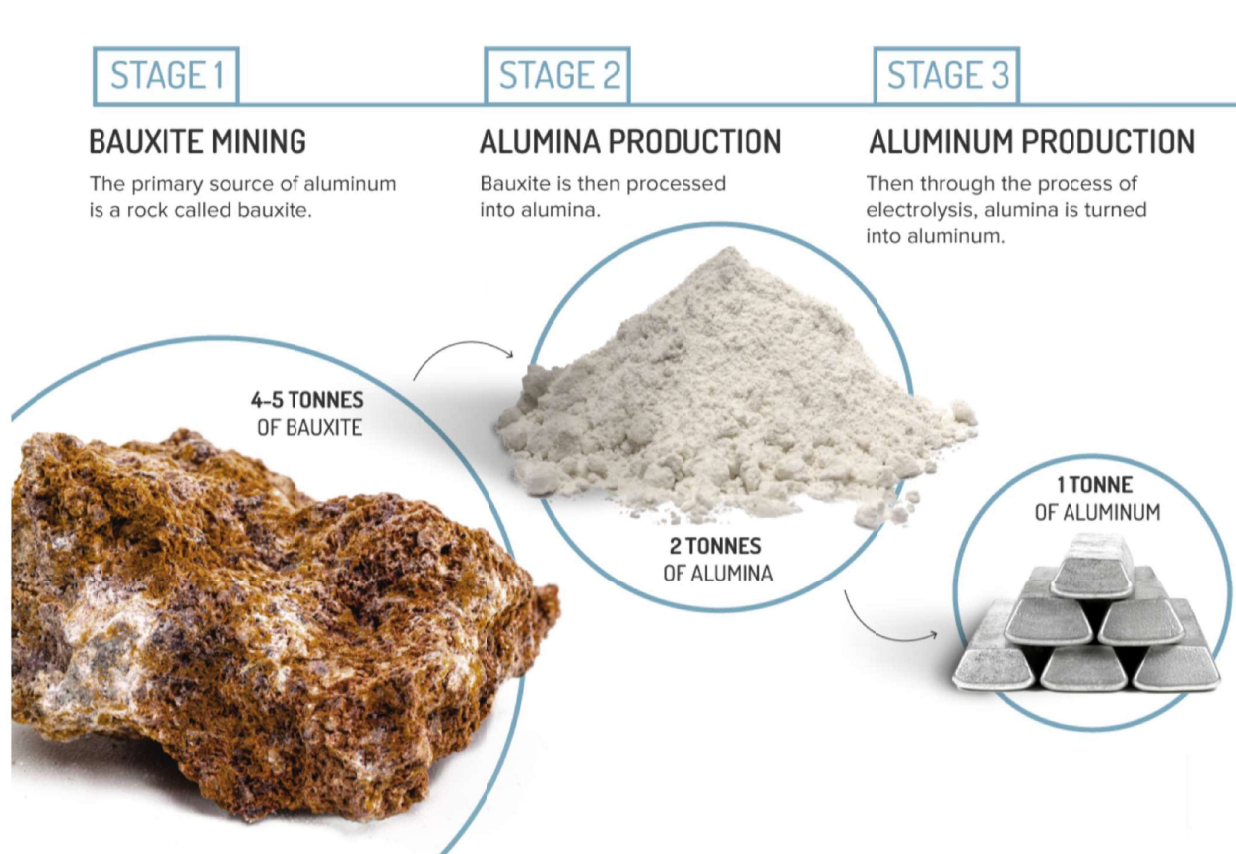 STAGE 1
BAUXITE MINING
The primary source of aluminum
is a rock called bauxite.
4-5 TONNES
OF BAUXITE
STAGE 2
ALUMINA PRODUCTION
Bauxite is then processed
into alumina.
2 TONNES
OF ALUMINA
STAGE 3
ALUMINUM PRODUCTION
Then through the process of
electrolysis, alumina is turned
into aluminum.
1 TONNE
OF ALUMINUM